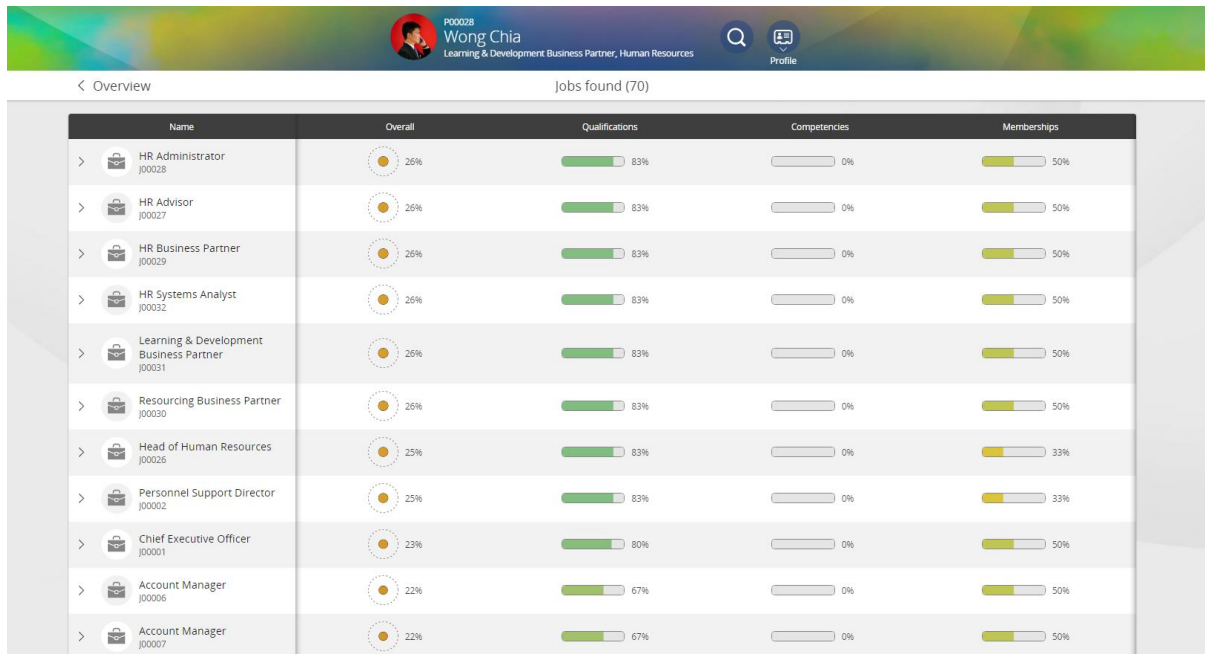 P00028
Wong Chia
Learning & Development Business Partner, Human Resources
Profile
Overview
Jobs found (70)
Name Overall Qualifications Competencies Memberships
HR Administrator
J00028
26% 83% 0% 50%
HR Advisor
J00027
26% 83% 0% 50%
HR Business Partner
J00029
26% 83% 0% 50%
HR Systems Analyst
J00032
26% 83% 0% 50%
Learning & Development
Business Partner
J00031
26% 83% 0% 50%
Resourcing Business Partner
J00030
26% 83% 0% 50%
Head of Human Resources
J00026
25% 83% 0% 33%
Personnel Support Director
J00002
25% 83% 0% 33%
Chief Executive Officer
J00001
23% 80% 0% 50%
Account Manager
J00006
22% 67% 0% 50%
Account Manager
J00007
22% 67% 0% 50%